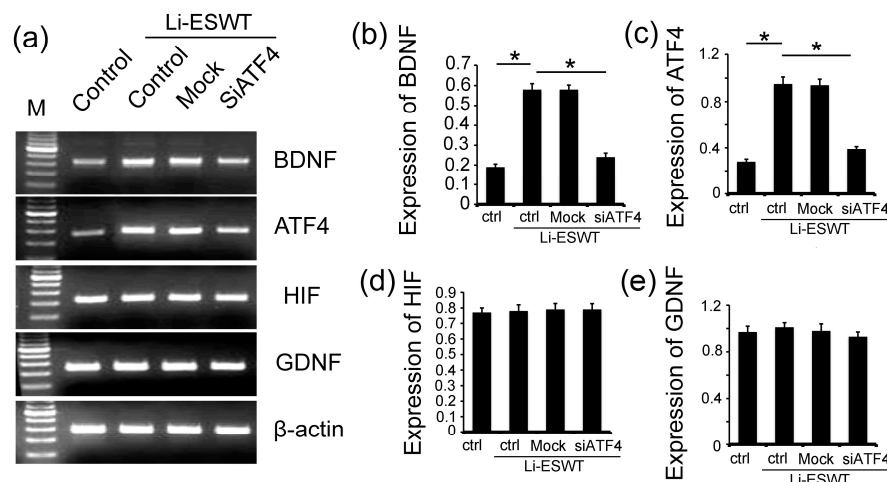 (a)
Li-ESWT
M
Control
Control
Mock
SiATF4
BDNF
ATF4
HIF
GDNF
β-actin
(b)
Expression of BDNF
0.7
0.6
0.5
0.4
0.3
0.2
0.1
0
*
*
ctrl
ctrl
Mock
siATF4
Li-ESWT
(c)
Expression of ATF4
1.2
0.8
0.4
0
*
*
ctrl
ctrl
Mock
siATF4
Li-ESWT
(d)
Expression of HIF
0.9
0.8
0.7
0.6
0.5
0.4
0.3
0.2
0.1
0
ctrl
ctrl
Mock
siATF4
Li-ESWT
(e)
Expression of GDNF
1.2
0.8
0.4
0
ctrl
ctrl
Mock
siATF4
Li-ESWT